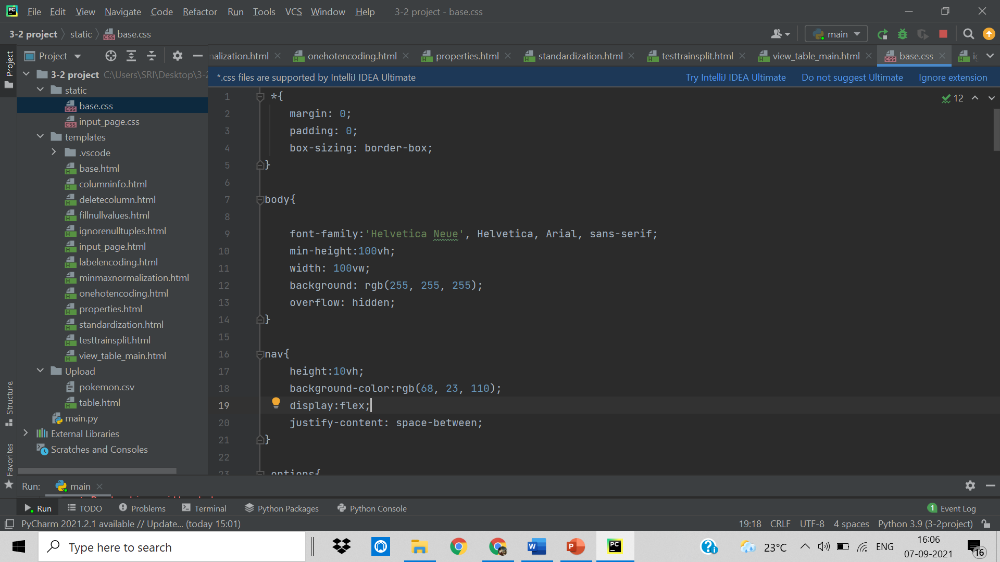 PC File Edit View Navigate Code Refactor Run Tools VCS Window Help 3-2 project - base.css
3-2 project static CSS base.css main
Project Project nalization.html onehotencoding.html properties.html standardization.html testtrainsplit.html view_table_main.html base.css
3-2 project C:\Users\SRI\Desktop\3-2
*.css files are supported by IntelliJ IDEA Ultimate Try IntelliJ IDEA Ultimate Do not suggest Ultimate Ignore extension
static
base.css
input_page.css
templates
.vscode
base.html
columninfo.html
deletecolumn.html
fillnullvalues.html
ignorenulltuples.html
input_page.html
labelencoding.html
minmaxnormalization.html
onehotencoding.html
properties.html
standardization.html
testtrainsplit.html
view_table_main.html
Upload
pokemon.csv
table.html
main.py
External Libraries
Scratches and Consoles
Structure
Favorites
12
1 *{
2 margin: 0;
3 padding: 0;
4 box-sizing: border-box;
5 }
6
7 body{
8
9 font-family:'Helvetica Neue', Helvetica, Arial, sans-serif;
10 min-height:100vh;
11 width: 100vw;
12 background: rgb(255, 255, 255);
13 overflow: hidden;
14 }
15
16 nav{
17 height:10vh;
18 background-color:rgb(68, 23, 110);
19 display:flex;
20 justify-content: space-between;
21 }
22
23 options{
Run: main
Run TODO Problems Terminal Python Packages Python Console 1 Event Log
PyCharm 2021.2.1 available // Update... (today 15:01) 19:18 CRLF UTF-8 4 spaces Python 3.9 (3-2project)
Type here to search W P PC 23°C ENG 16:06
07-09-2021 16